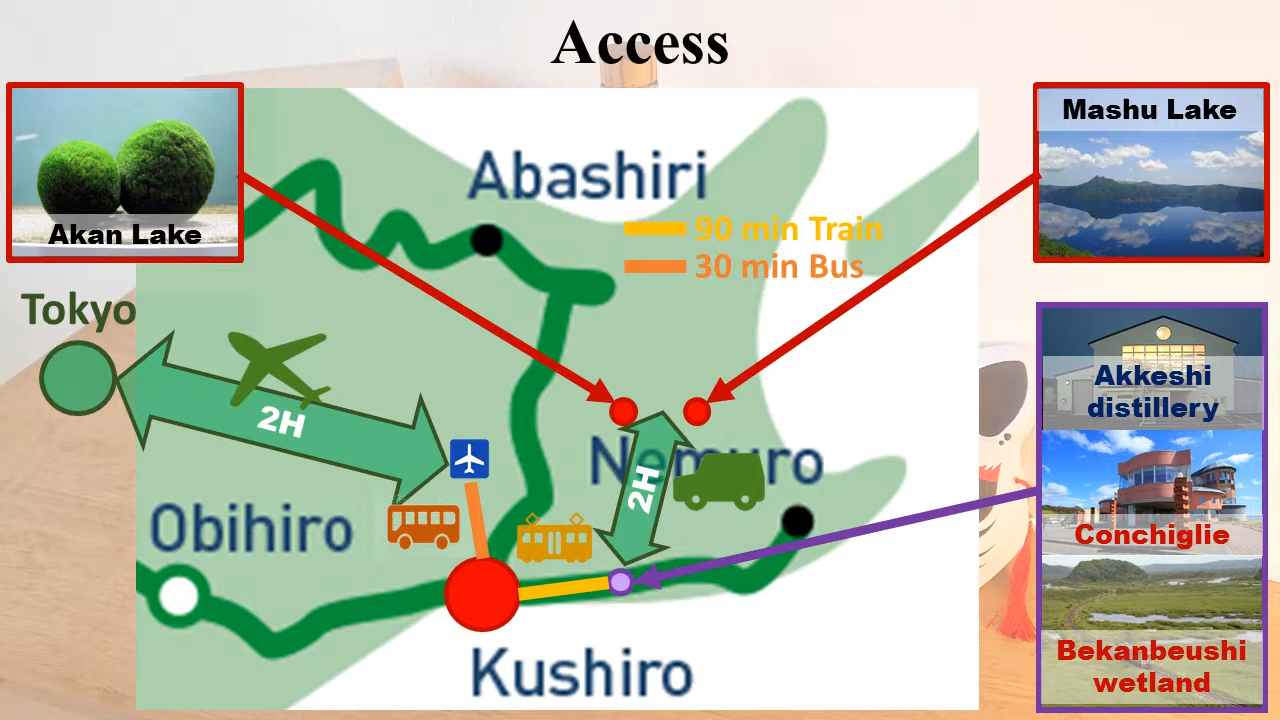 Access
Akan Lake
Mashu Lake
Abashiri
90 min Train
30 min Bus
Tokyo
2H
Nemuro
2H
Obihiro
Kushiro
Akkeshi
distillery
Conchiglie
Bekanbeushi
wetland